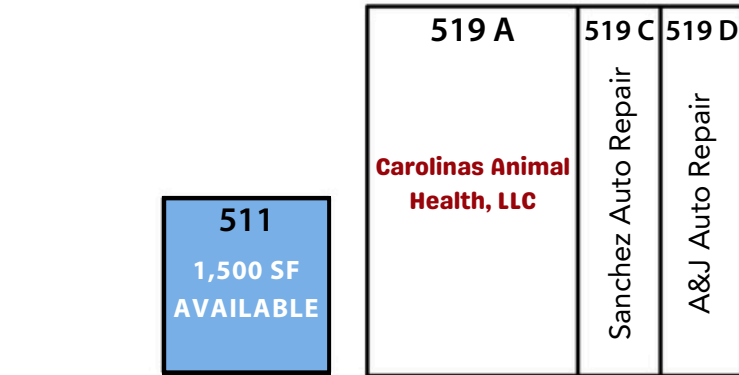 519 A
519 C
519 D
Carolinas Animal
Health, LLC
Sanchez Auto Repair
A&J Auto Repair
511
1,500 SF
AVAILABLE